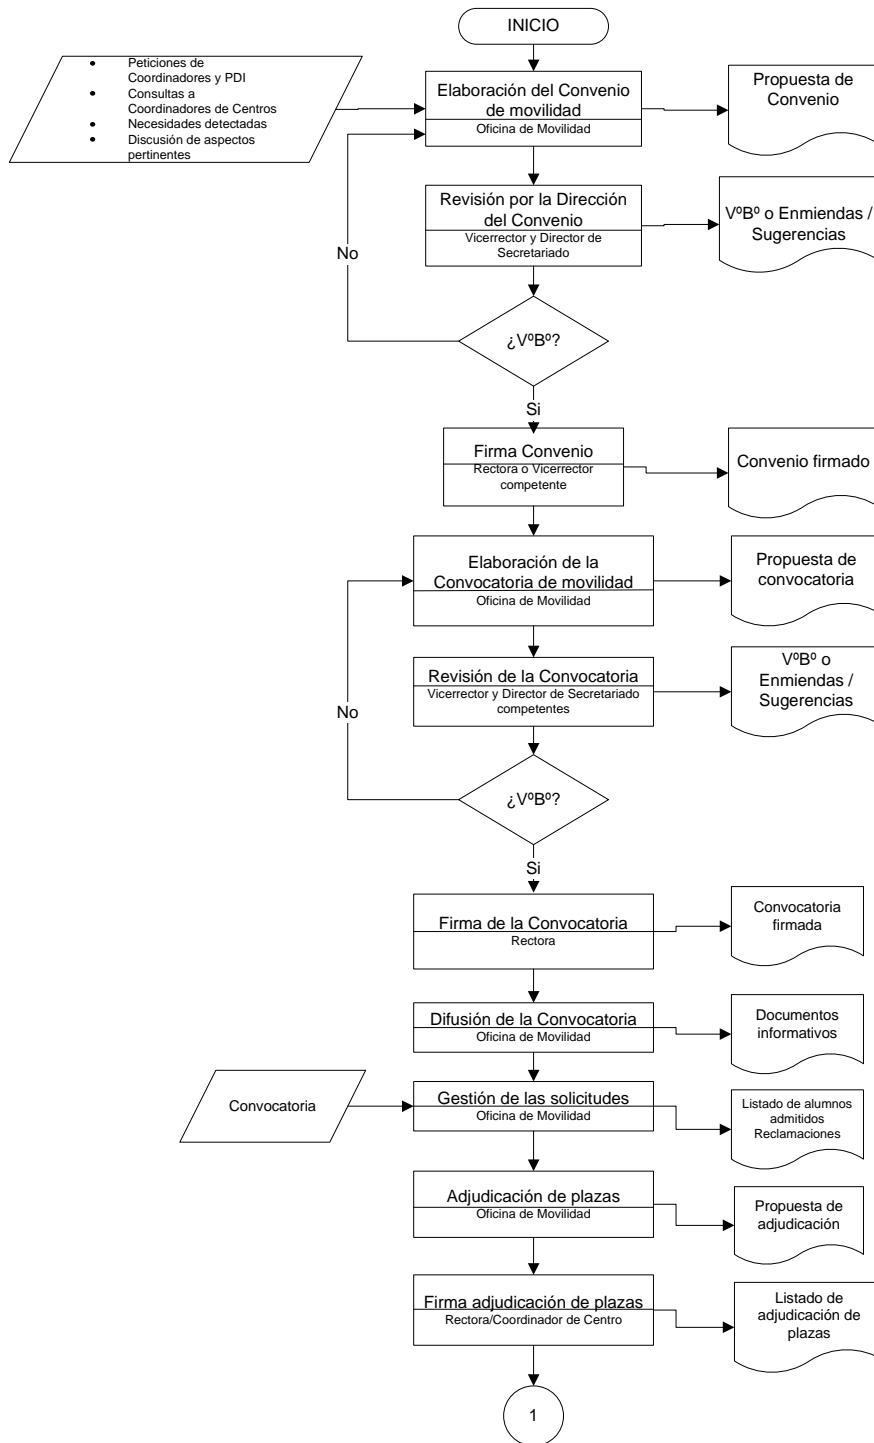 INICIO
• Peticiones de
Coordinadores y PDI
• Consultas a
Coordinadores de Centros
• Necesidades detectadas
• Discusión de aspectos
pertinentes
Elaboración del Convenio
de movilidad
Oficina de Movilidad
Propuesta de
Convenio
Revisión por la Dirección
del Convenio
Vicerrector y Director de
Secretariado
VºBº o Enmiendas /
Sugerencias
No
¿VºBº?
Si
Firma Convenio
Rectora o Vicerrector
competente
Convenio firmado
Elaboración de la
Convocatoria de movilidad
Oficina de Movilidad
Propuesta de
convocatoria
Revisión de la Convocatoria
Vicerrector y Director de Secretariado
competentes
VºBº o
Enmiendas /
Sugerencias
No
¿VºBº?
Si
Firma de la Convocatoria
Rectora
Convocatoria
firmada
Difusión de la Convocatoria
Oficina de Movilidad
Documentos
informativos
Convocatoria
Gestión de las solicitudes
Oficina de Movilidad
Listado de alumnos
admitidos
Reclamaciones
Adjudicación de plazas
Oficina de Movilidad
Propuesta de
adjudicación
Firma adjudicación de plazas
Rectora/Coordinador de Centro
Listado de
adjudicación de
plazas
1